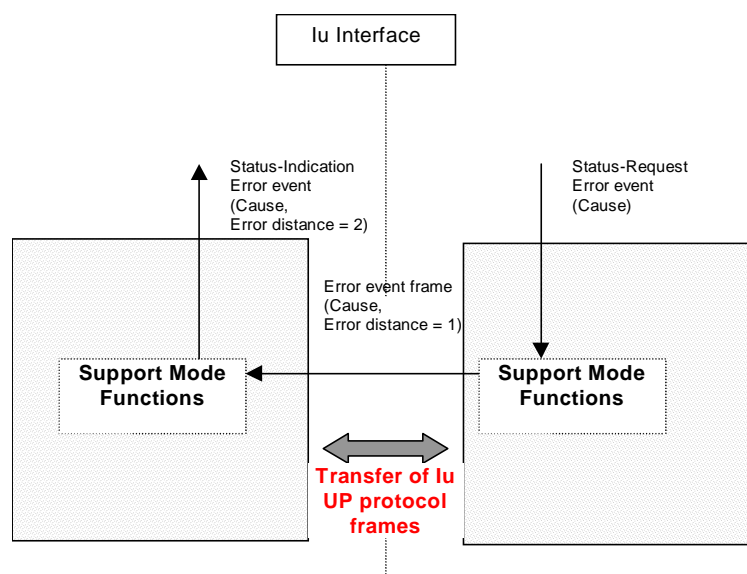 Iu Interface
Status-Indication
Error event
(Cause,
Error distance = 2)
Status-Request
Error event
(Cause)
Error event frame
(Cause,
Error distance = 1)
Support Mode
Functions
Support Mode
Functions
Transfer of Iu
UP protocol
frames